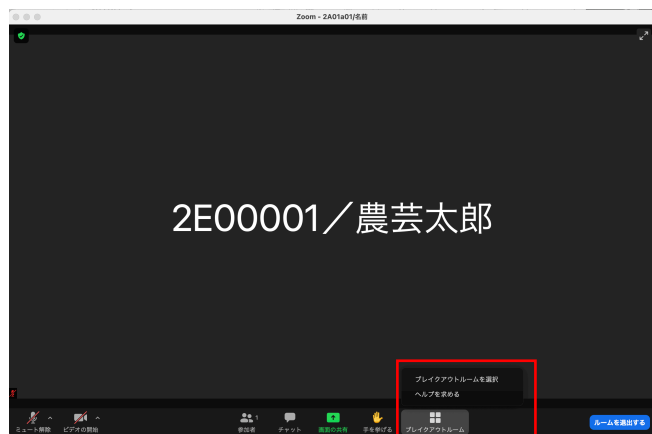 Zoom - 2A01a01/名前
2E00001／農芸太郎
ブレイクアウトルームを選択
ヘルプを求める
ミュート解除
ビデオの開始
1
参加者
チャット
画面の共有
手を挙げる
ブレイクアウトルーム
ルームを退出する